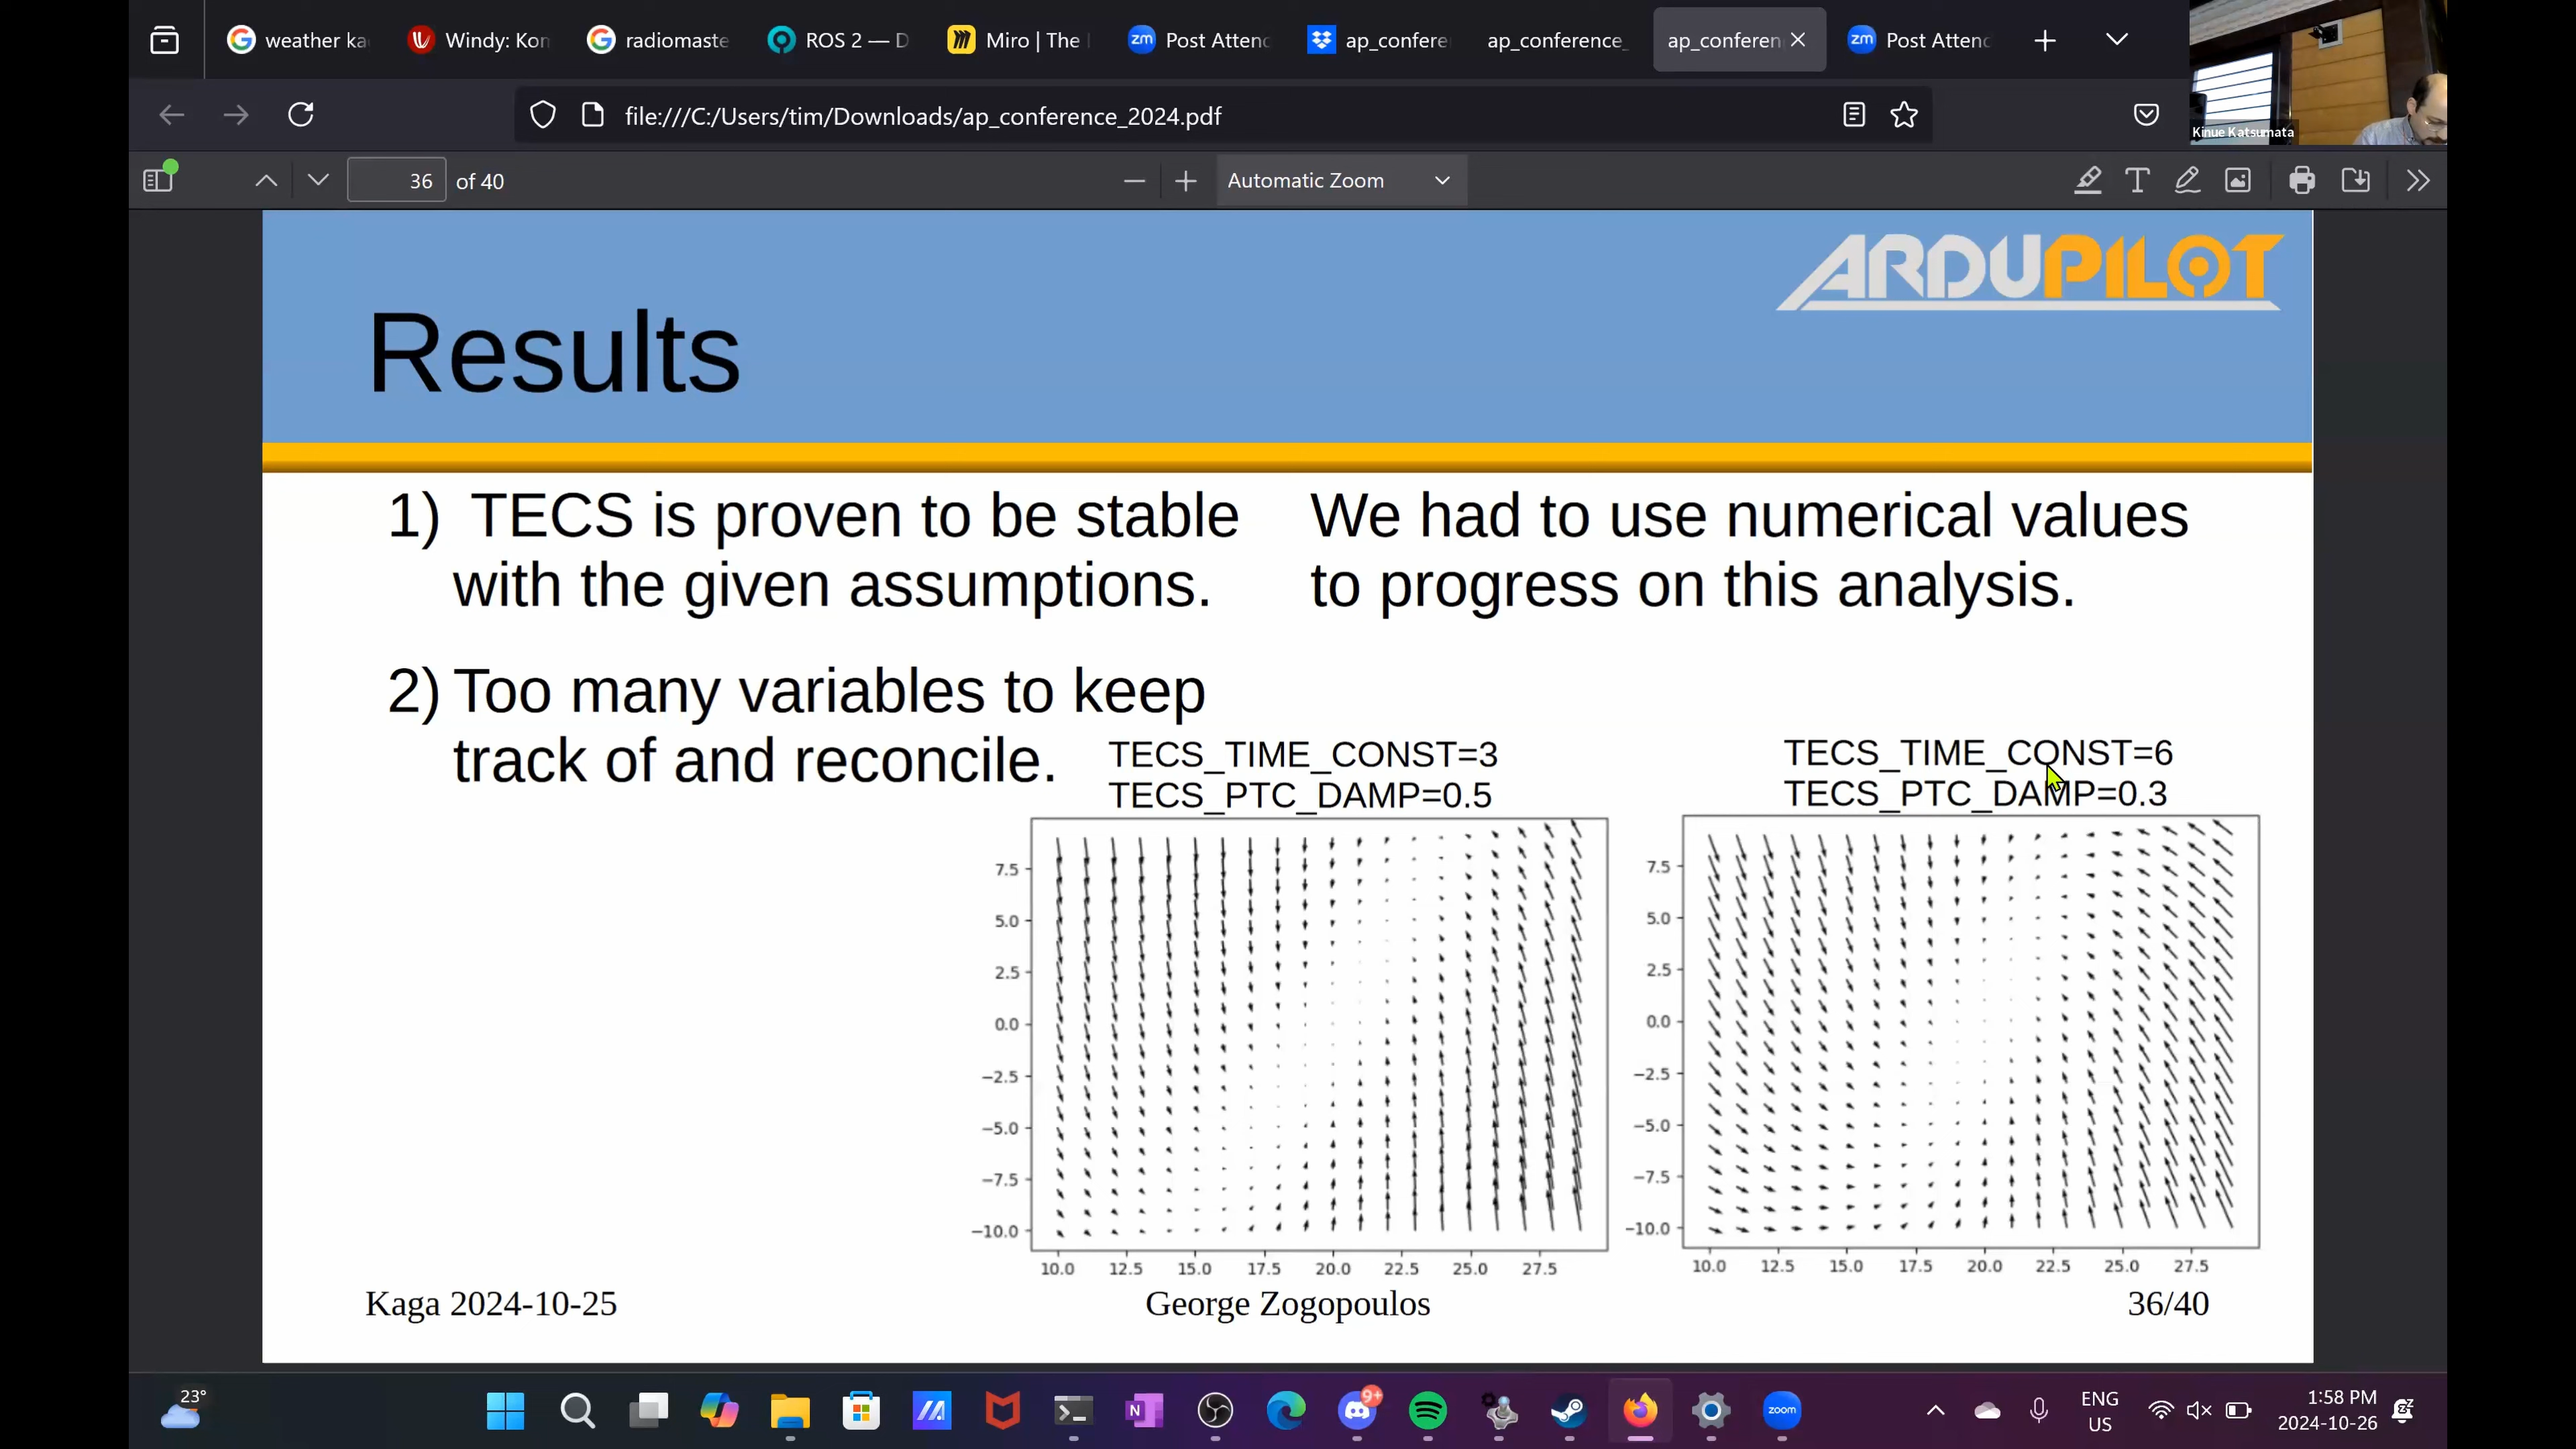 weather ka
Windy: Kon
radiomaste
ROS 2 — D
Miro | The
Post Attend
ap_confere
ap_conference_
ap_conferen
Post Attend
file:///C:/Users/tim/Downloads/ap_conference_2024.pdf
Kinue Katsumata
36 of 40
Automatic Zoom
ARDUPILOT
Results
1) TECS is proven to be stable
with the given assumptions.
2) Too many variables to keep
track of and reconcile.
We had to use numerical values
to progress on this analysis.
TECS_TIME_CONST=3
TECS_PTC_DAMP=0.5
7.5
5.0
2.5
0.0
−2.5
−5.0
−7.5
−10.0
10.0 12.5 15.0 17.5 20.0 22.5 25.0 27.5
TECS_TIME_CONST=6
TECS_PTC_DAMP=0.3
7.5
5.0
2.5
0.0
−2.5
−5.0
−7.5
−10.0
10.0 12.5 15.0 17.5 20.0 22.5 25.0 27.5
Kaga 2024-10-25
George Zogopoulos
36/40
23°
9+
zoom
ENG
US
1:58 PM
2024-10-26